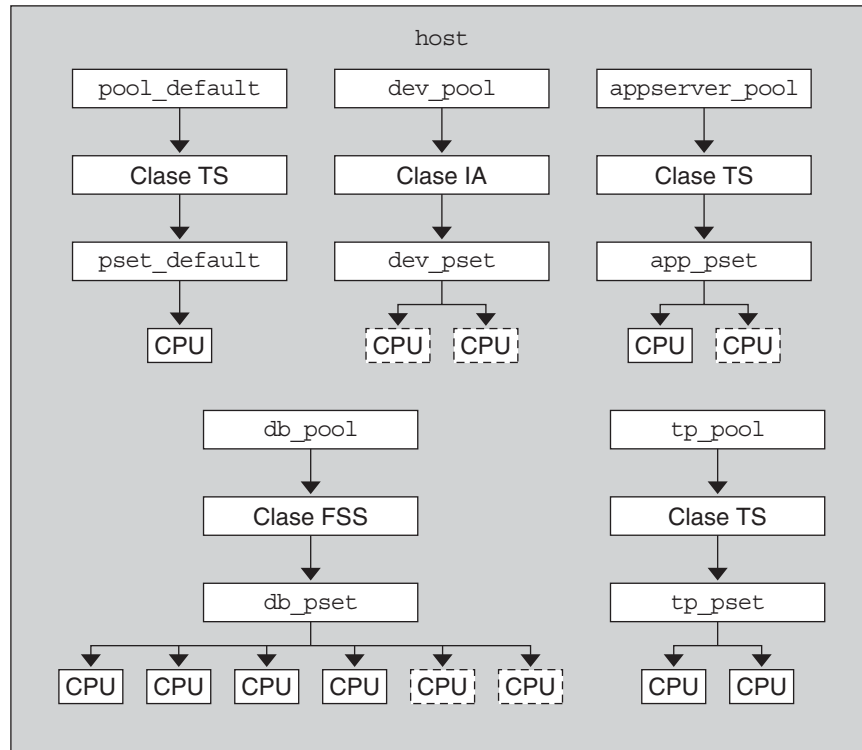 host
pool_default dev_pool appserver_pool
Clase TS Clase IA Clase TS
pset_default dev_pset app_pset
CPU CPU CPU CPU CPU
db_pool tp_pool
Clase FSS Clase TS
db_pset tp_pset
CPU CPU CPU CPU CPU CPU CPU CPU